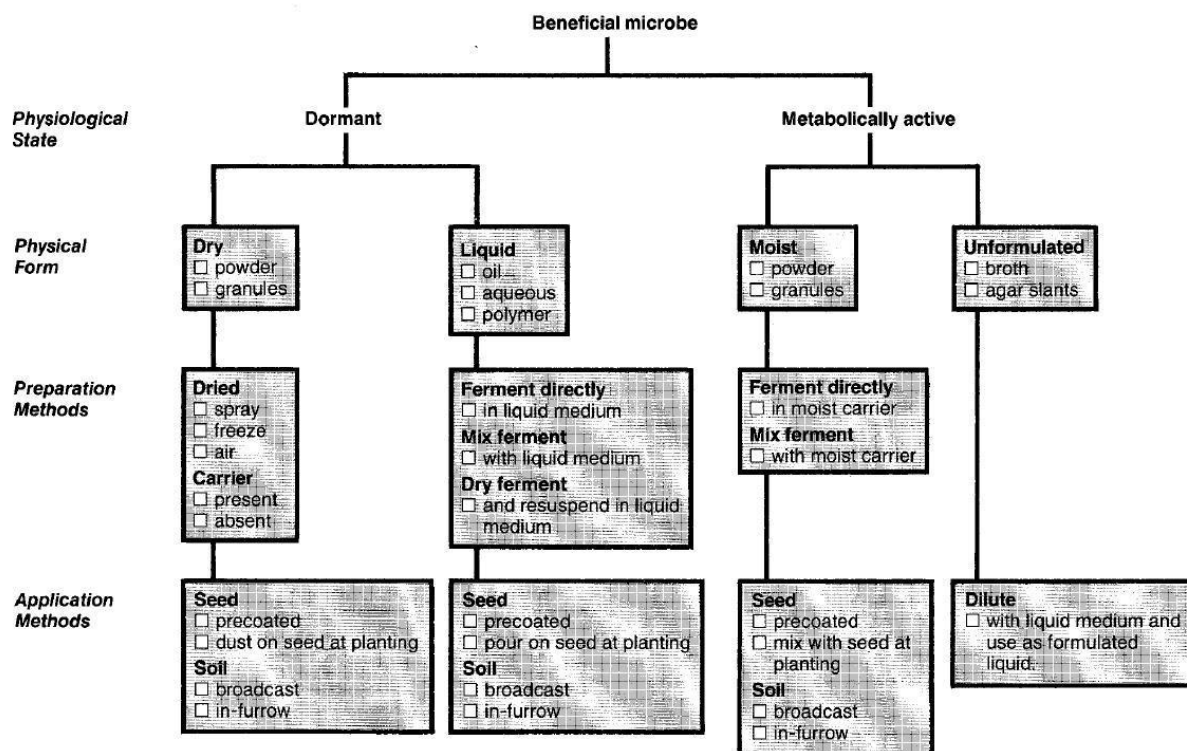 Beneficial microbe
Physiological
State
Dormant
Metabolically active
Physical
Form
Dry
□ powder
□ granules
Liquid
□ oil
□ aqueous
□ polymer
Moist
□ powder
□ granules
Unformulated
□ broth
□ agar slants
Preparation
Methods
Dried
□ spray
□ freeze
□ air
Carrier
□ present
□ absent
Ferment directly
□ in liquid medium
Mix ferment
□ with liquid medium
Dry ferment
□ and resuspend in liquid
medium
Ferment directly
□ in moist carrier
Mix ferment
□ with moist carrier
Application
Methods
Seed
□ precoated
□ dust on seed at planting
Soil
□ broadcast
□ in-furrow
Seed
□ precoated
□ pour on seed at planting
Soil
□ broadcast
□ in-furrow
Seed
□ precoated
□ mix with seed at
planting
Soil
□ broadcast
□ in-furrow
Dilute
□ with liquid medium and
use as formulated
liquid.